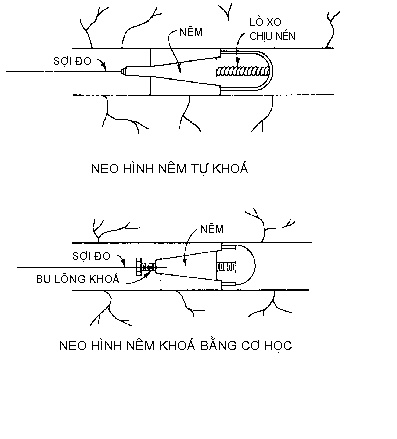 LÒ XO
CHỊU NÉN
NÊM
SỢI ĐO
NEO HÌNH NÊM TỰ KHOÁ
NÊM
SỢI ĐO
BU LÔNG KHOÁ
NEO HÌNH NÊM KHOÁ BẰNG CƠ HỌC